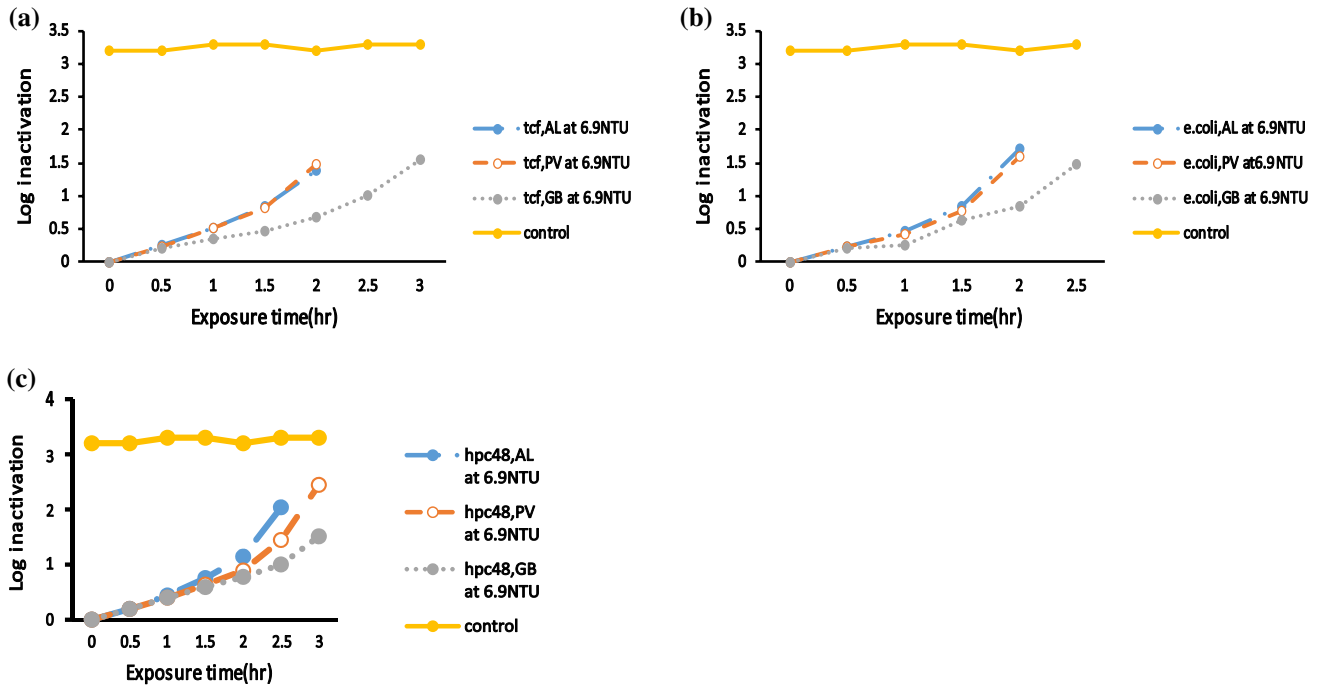 (a)
3.5
3
2.5
2
1.5
1
0.5
0
Log inactivation
0 0.5 1 1.5 2 2.5 3
Exposure time(hr)
tcf,AL at 6.9NTU
tcf,PV at 6.9NTU
tcf,GB at 6.9NTU
control
(b)
3.5
3
2.5
2
1.5
1
0.5
0
Log inactivation
0 0.5 1 1.5 2 2.5
Exposure time(hr)
e.coli,AL at 6.9NTU
e.coli,PV at6.9NTU
e.coli,GB at 6.9NTU
control
(c)
4
3
2
1
0
Log inactivation
0 0.5 1 1.5 2 2.5 3
Exposure time(hr)
hpc48,AL
at 6.9NTU
hpc48,PV
at 6.9NTU
hpc48,GB
at 6.9NTU
control